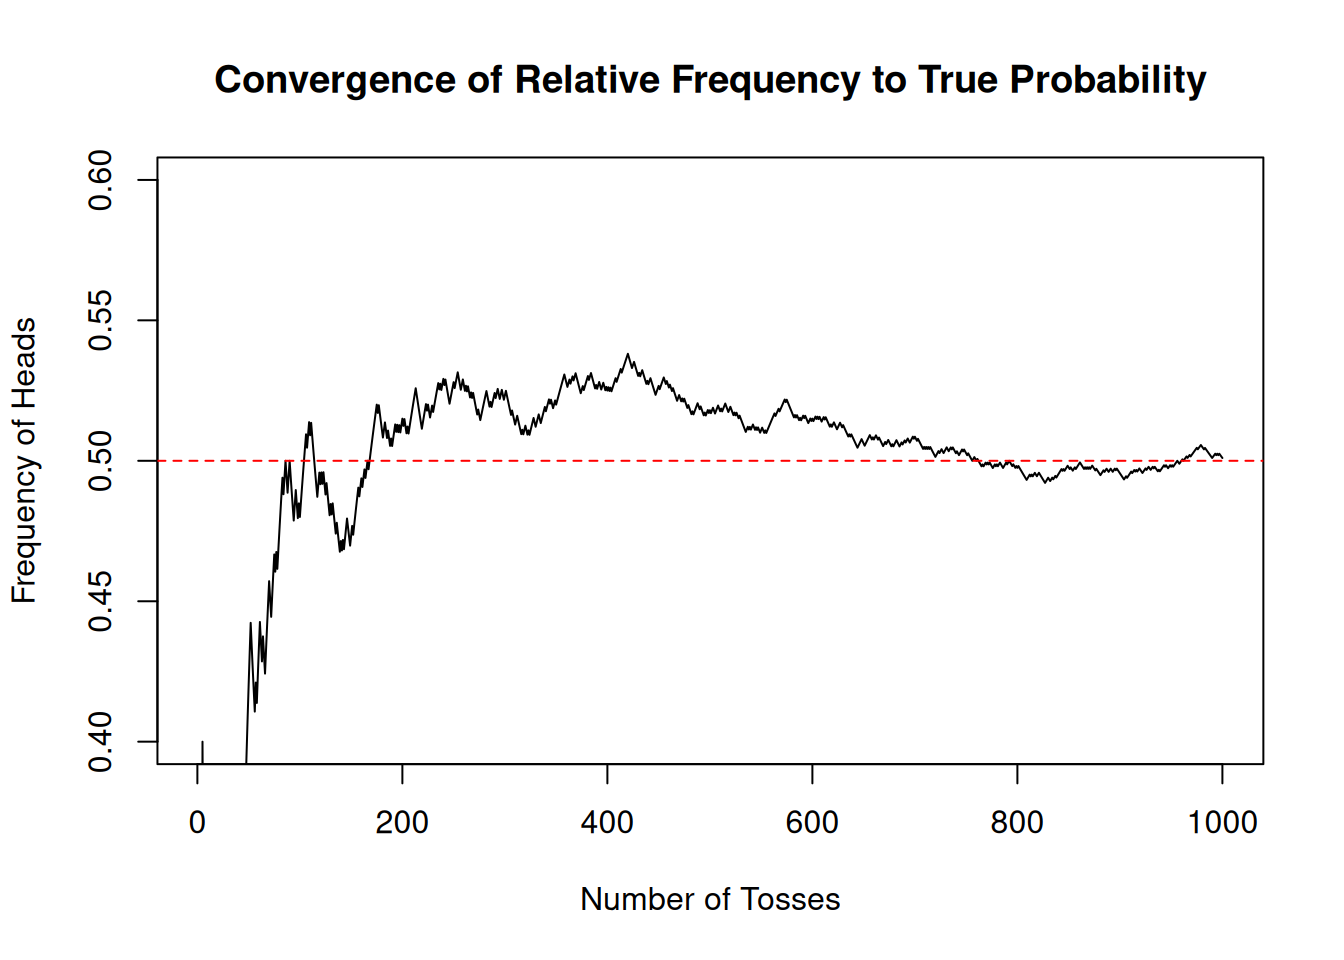 Convergence of Relative Frequency to True Probability
Frequency of Heads
0.60
0.55
0.50
0.45
0.40
0 200 400 600 800 1000
Number of Tosses